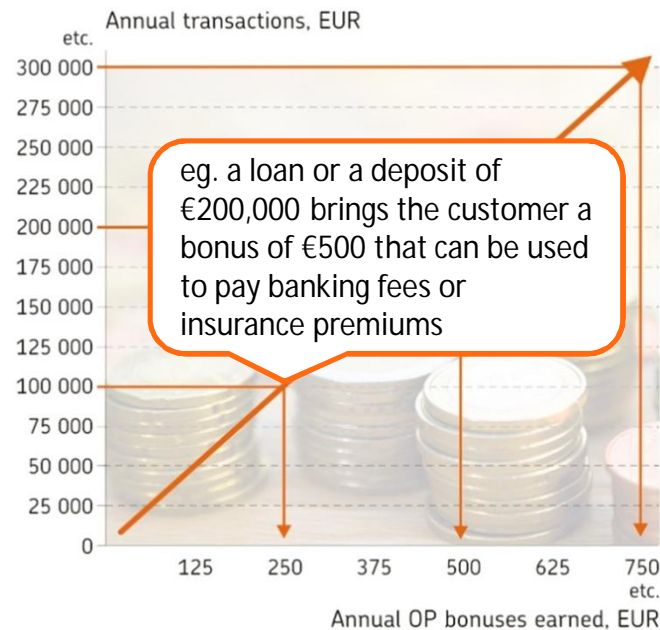 Annual transactions, EUR
etc.
300 000
275 000
250 000
225 000
200 000
175 000
150 000
125 000
100 000
75 000
50 000
25 000
0
eg. a loan or a deposit of
€200,000 brings the customer a
bonus of €500 that can be used
to pay banking fees or
insurance premiums
125 250 375 500 625 750
etc.
Annual OP bonuses earned, EUR